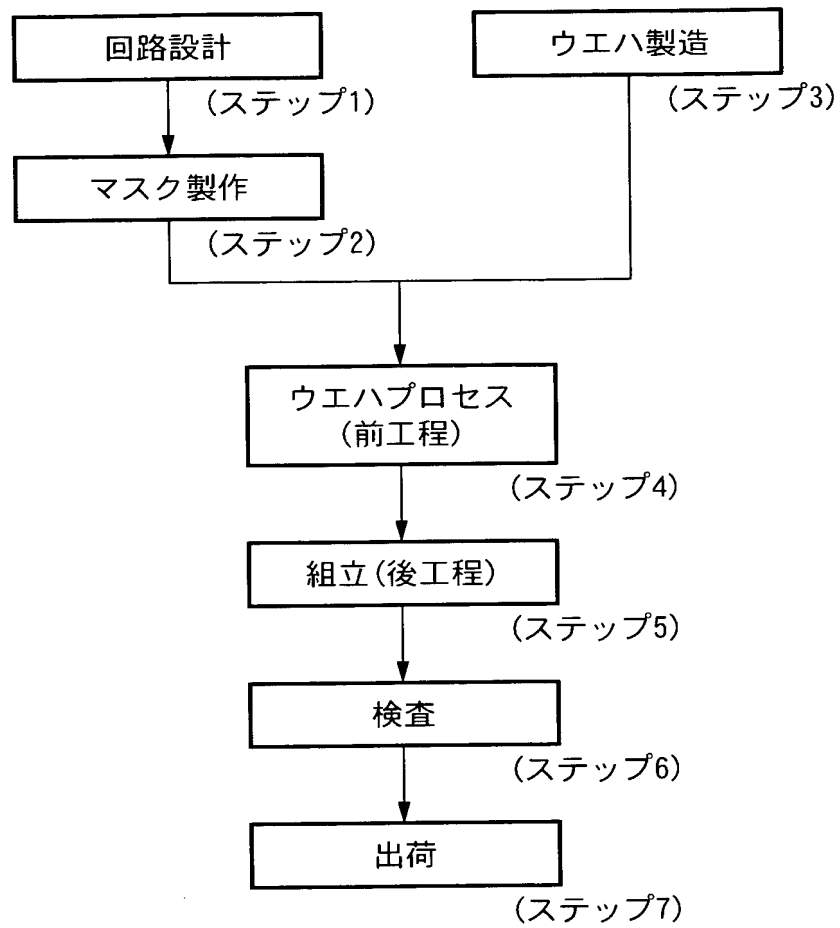 回路設計
(ステップ1)
マスク製作
(ステップ2)
ウエハ製造
(ステップ3)
ウエハプロセス
(前工程)
(ステップ4)
組立(後工程)
(ステップ5)
検査
(ステップ6)
出荷
(ステップ7)